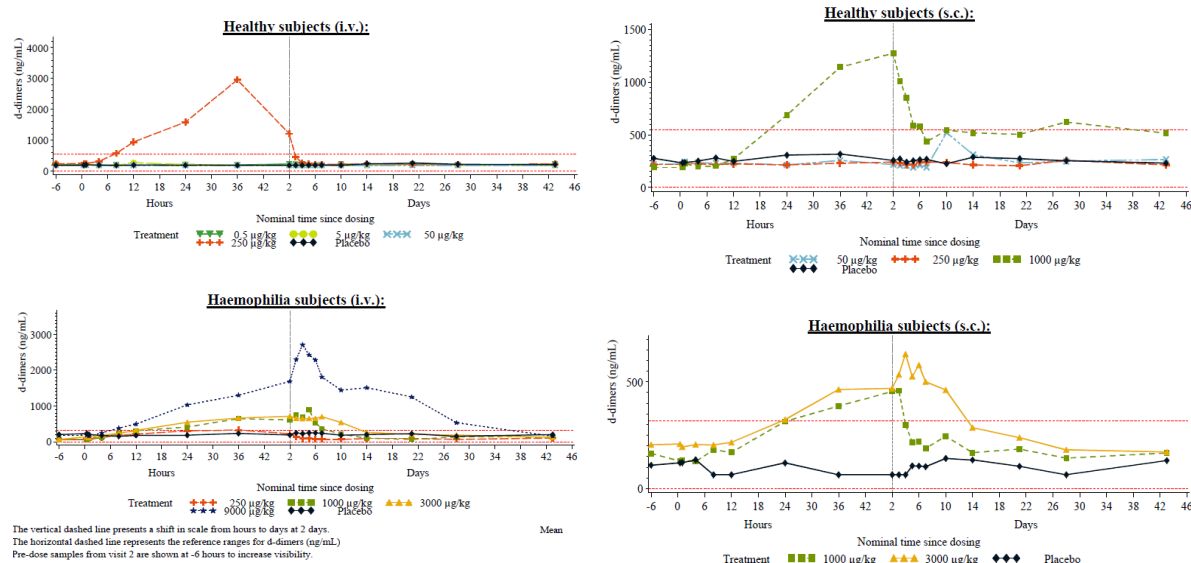 Healthy subjects (i.v.):
d-dimers (ng/mL)
4000
3000
2000
1000
0
-6 0 6 12 18 24 30 36 42 2 6 10 14 18 22 26 30 34 38 42 46
Hours Days
Nominal time since dosing
Treatment 0.5 µg/kg 5 µg/kg 50 µg/kg
250 µg/kg Placebo
Healthy subjects (s.c.):
d-dimers (ng/mL)
1500
1000
500
0
-6 0 6 12 18 24 30 36 42 2 6 10 14 18 22 26 30 34 38 42 46
Hours Days
Nominal time since dosing
Treatment 50 µg/kg 250 µg/kg 1000 µg/kg
Placebo
Haemophilia subjects (i.v.):
d-dimers (ng/mL)
3000
2000
1000
0
-6 0 6 12 18 24 30 36 42 2 6 10 14 18 22 26 30 34 38 42 46
Hours Days
Nominal time since dosing
Treatment 250 µg/kg 1000 µg/kg 3000 µg/kg
9000 µg/kg Placebo
The vertical dashed line presents a shift in scale from hours to days at 2 days. Mean
The horizontal dashed line represents the reference ranges for d-dimers (ng/mL)
Pre-dose samples from visit 2 are shown at -6 hours to increase visibility.
Haemophilia subjects (s.c.):
d-dimers (ng/mL)
500
0
-6 0 6 12 18 24 30 36 42 2 6 10 14 18 22 26 30 34 38 42 46
Hours Days
Nominal time since dosing
Treatment 1000 µg/kg 3000 µg/kg Placebo